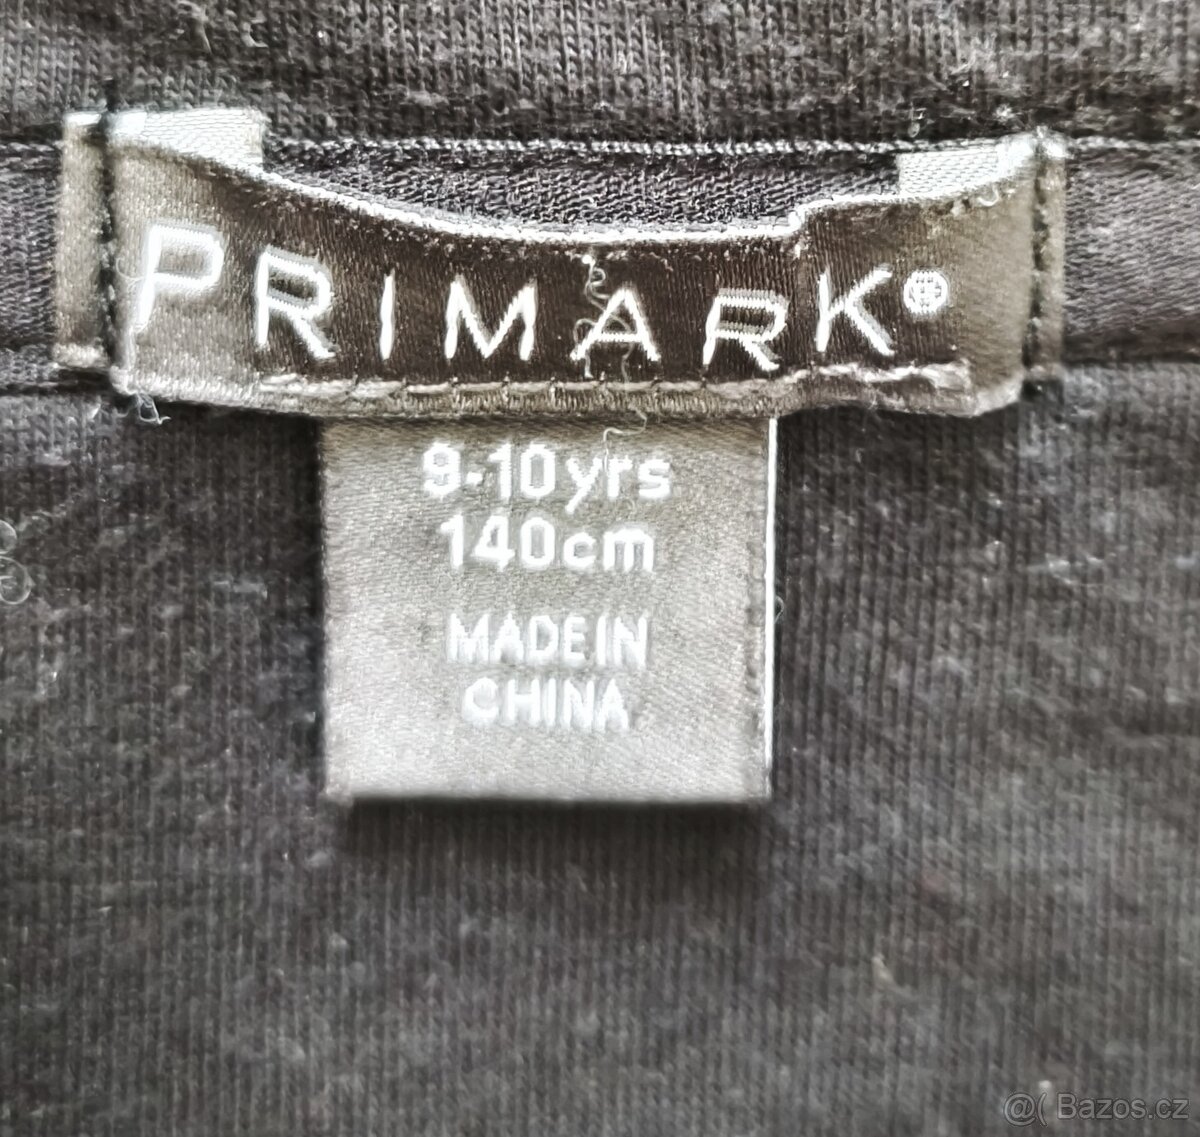 PRIMARK®
9-10yrs
140cm
MADE IN
CHINA
@( Bazos.cz